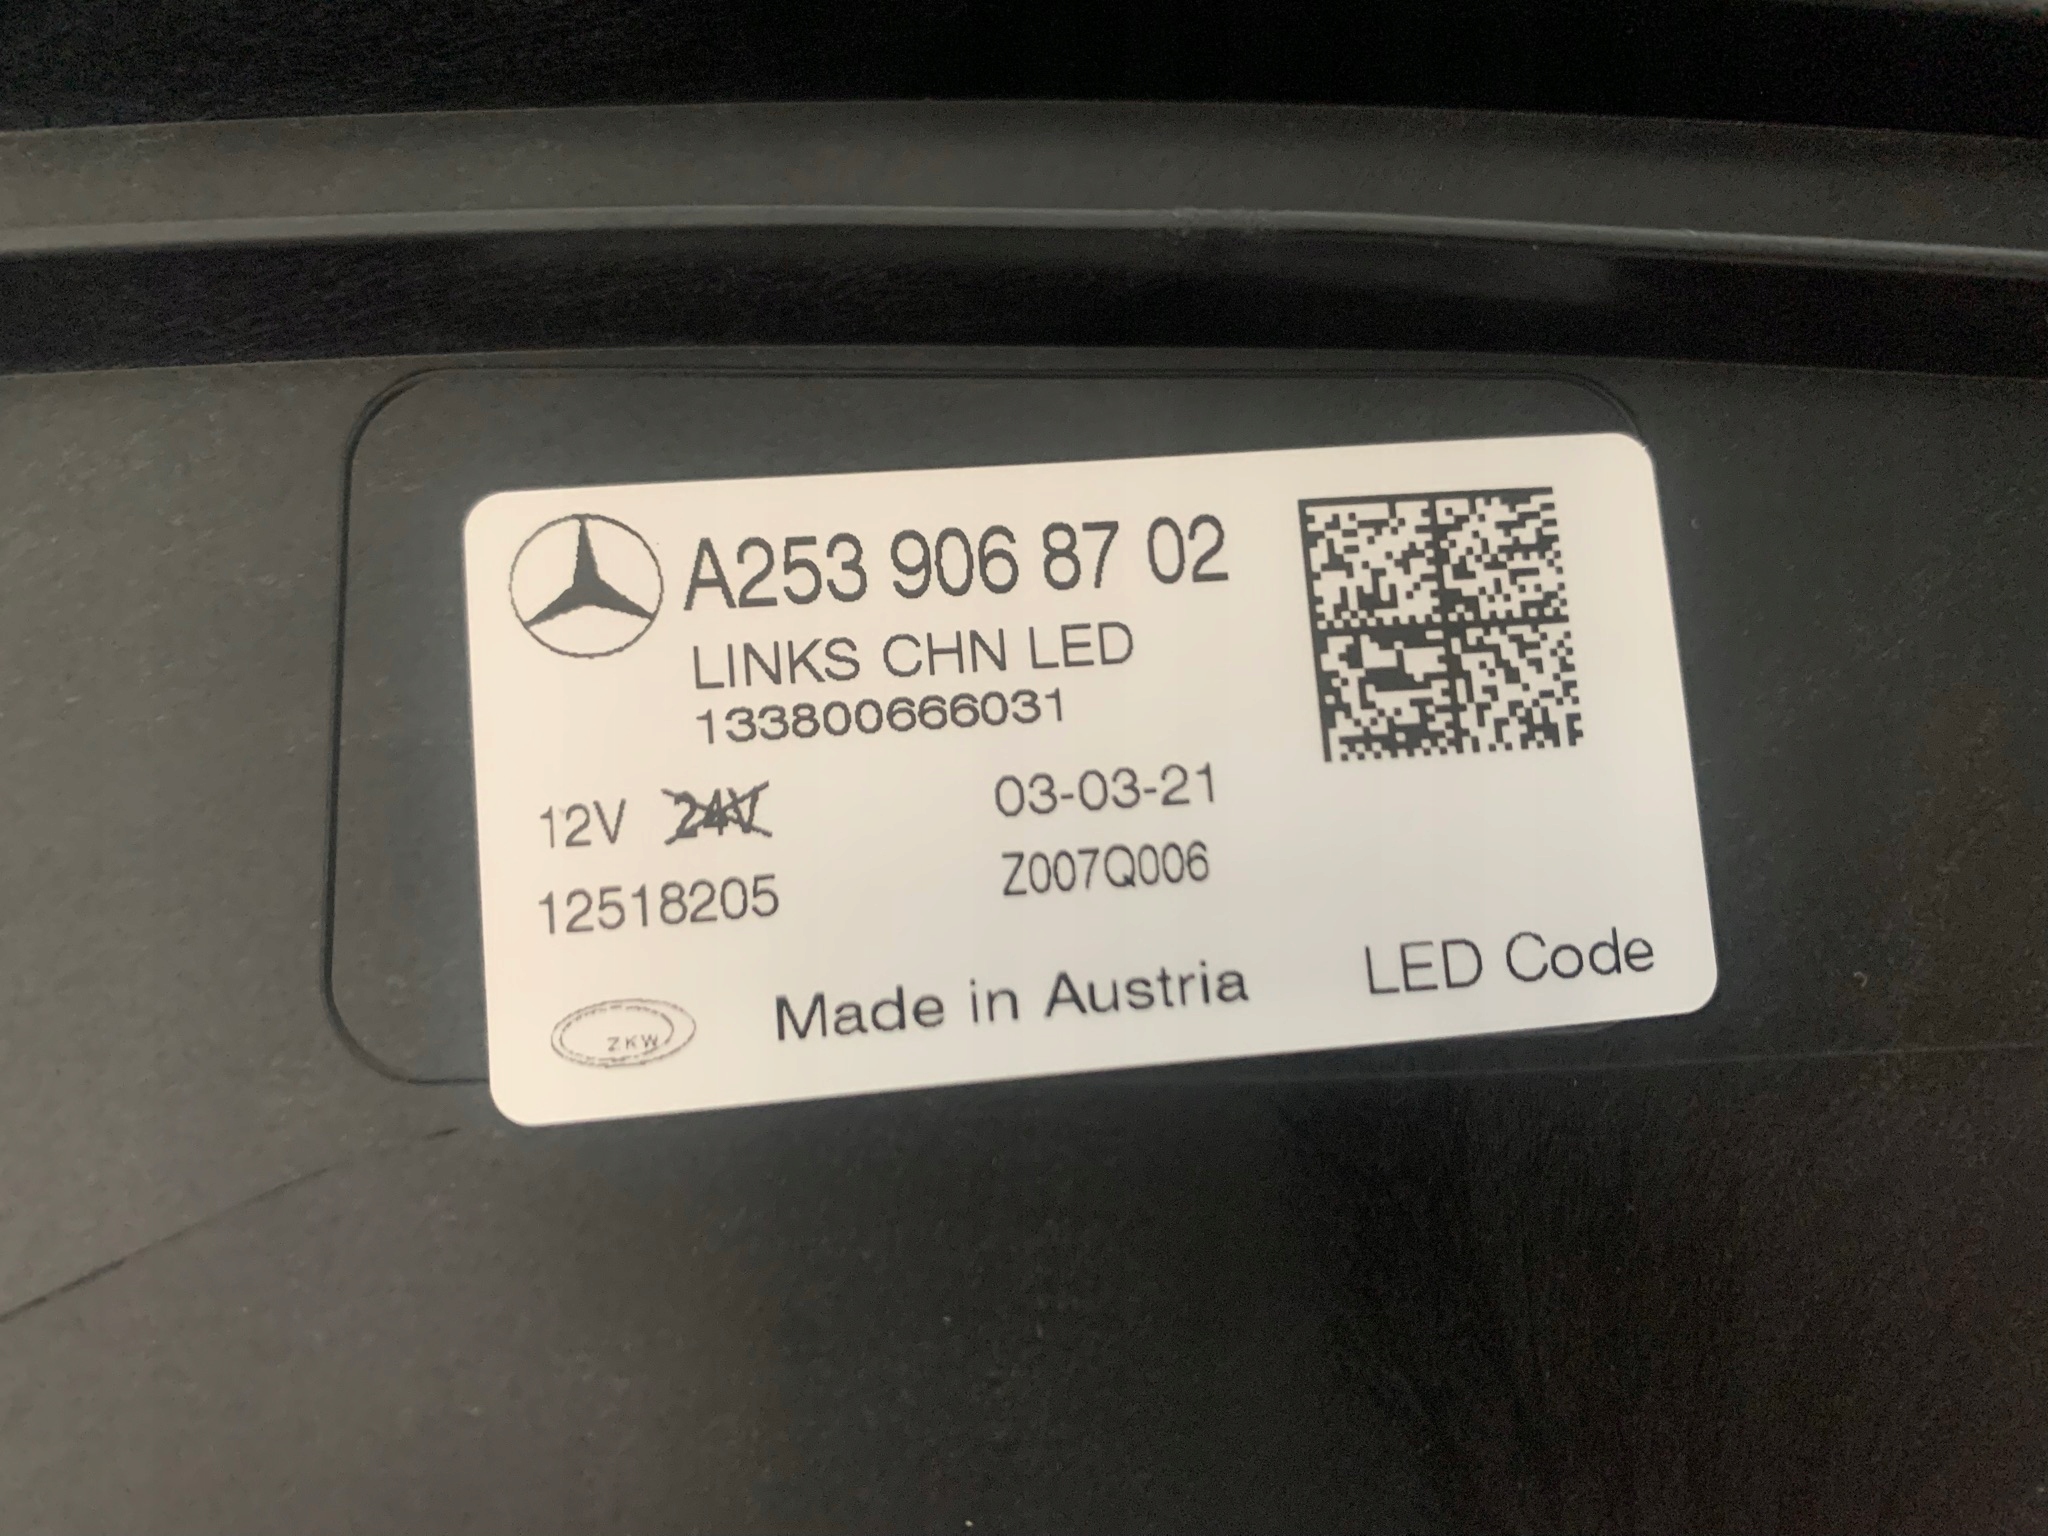 A253 906 87 02
LINKS CHN LED
133800666031
12V 24V 03-03-21
12518205 Z007Q006
ZKW Made in Austria LED Code